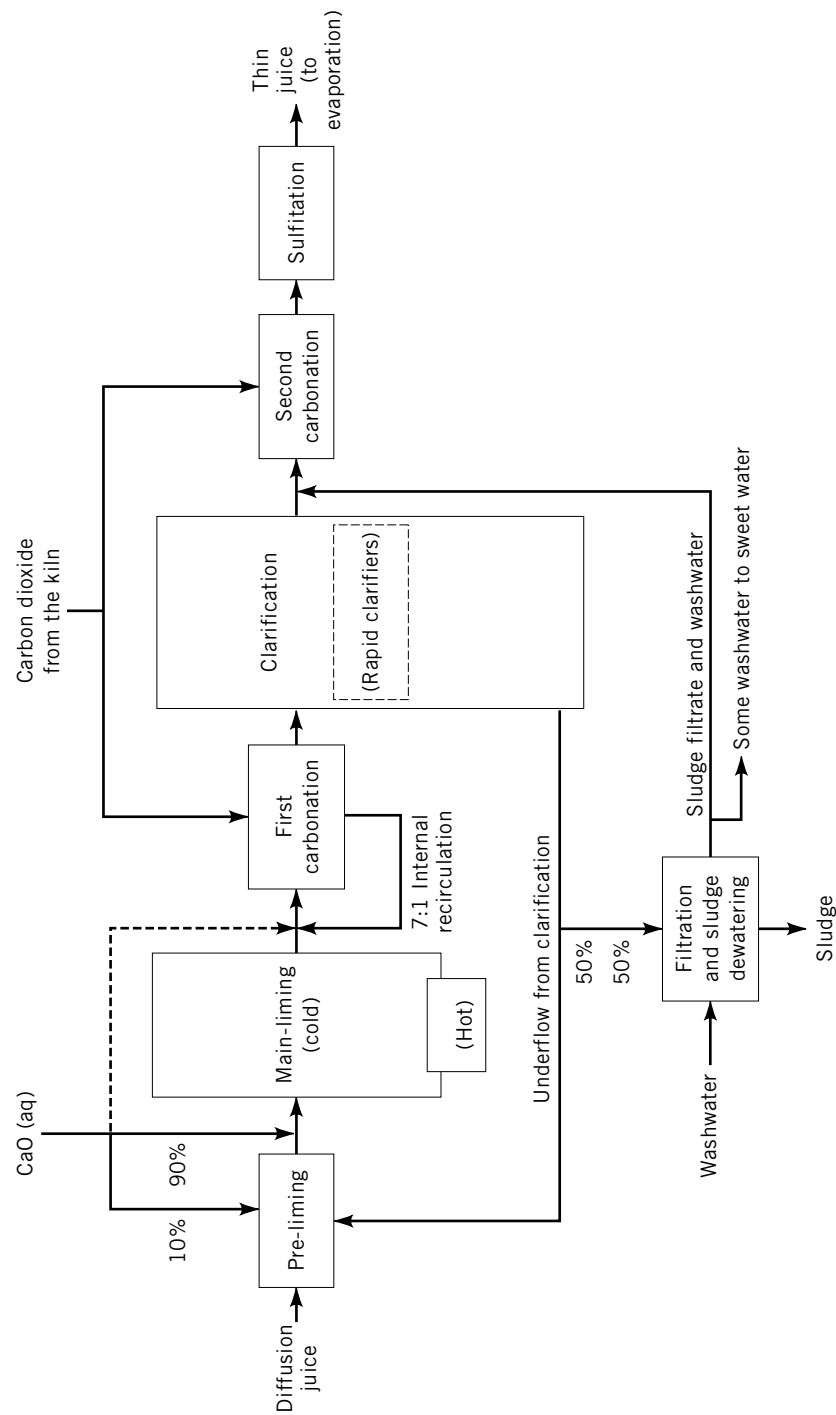 Diffusion
juice
Pre-liming
10%
90%
CaO (aq)
Main-liming
(cold)
(Hot)
7:1 Internal
recirculation
First
carbonation
Carbon dioxide
from the kiln
Clarification
(Rapid clarifiers)
Second
carbonation
Sulfitation
Thin
juice
(to
evaporation)
Underflow from clarification
50%
50%
Washwater
Filtration
and sludge
dewatering
Sludge
Sludge filtrate and washwater
Some washwater to sweet water